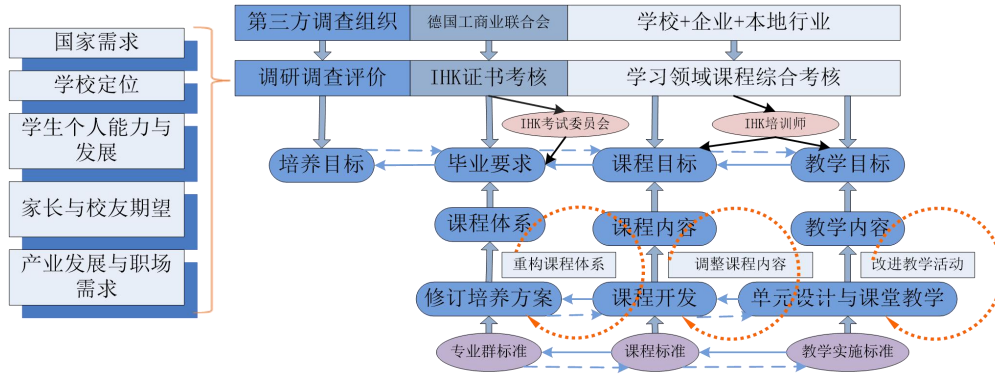 第三方调查组织
德国工商业联合会
学校+企业+本地行业
国家需求
学校定位
学生个人能力与
发展
家长与校友期望
产业发展与职场
需求
调研调查评价
IHK证书考核
学习领域课程综合考核
IHK考试委员会
IHK培训师
培养目标
毕业要求
课程目标
教学目标
课程体系
课程内容
教学内容
重构课程体系
调整课程内容
改进教学活动
修订培养方案
课程开发
单元设计与课堂教学
专业群标准
课程标准
教学实施标准